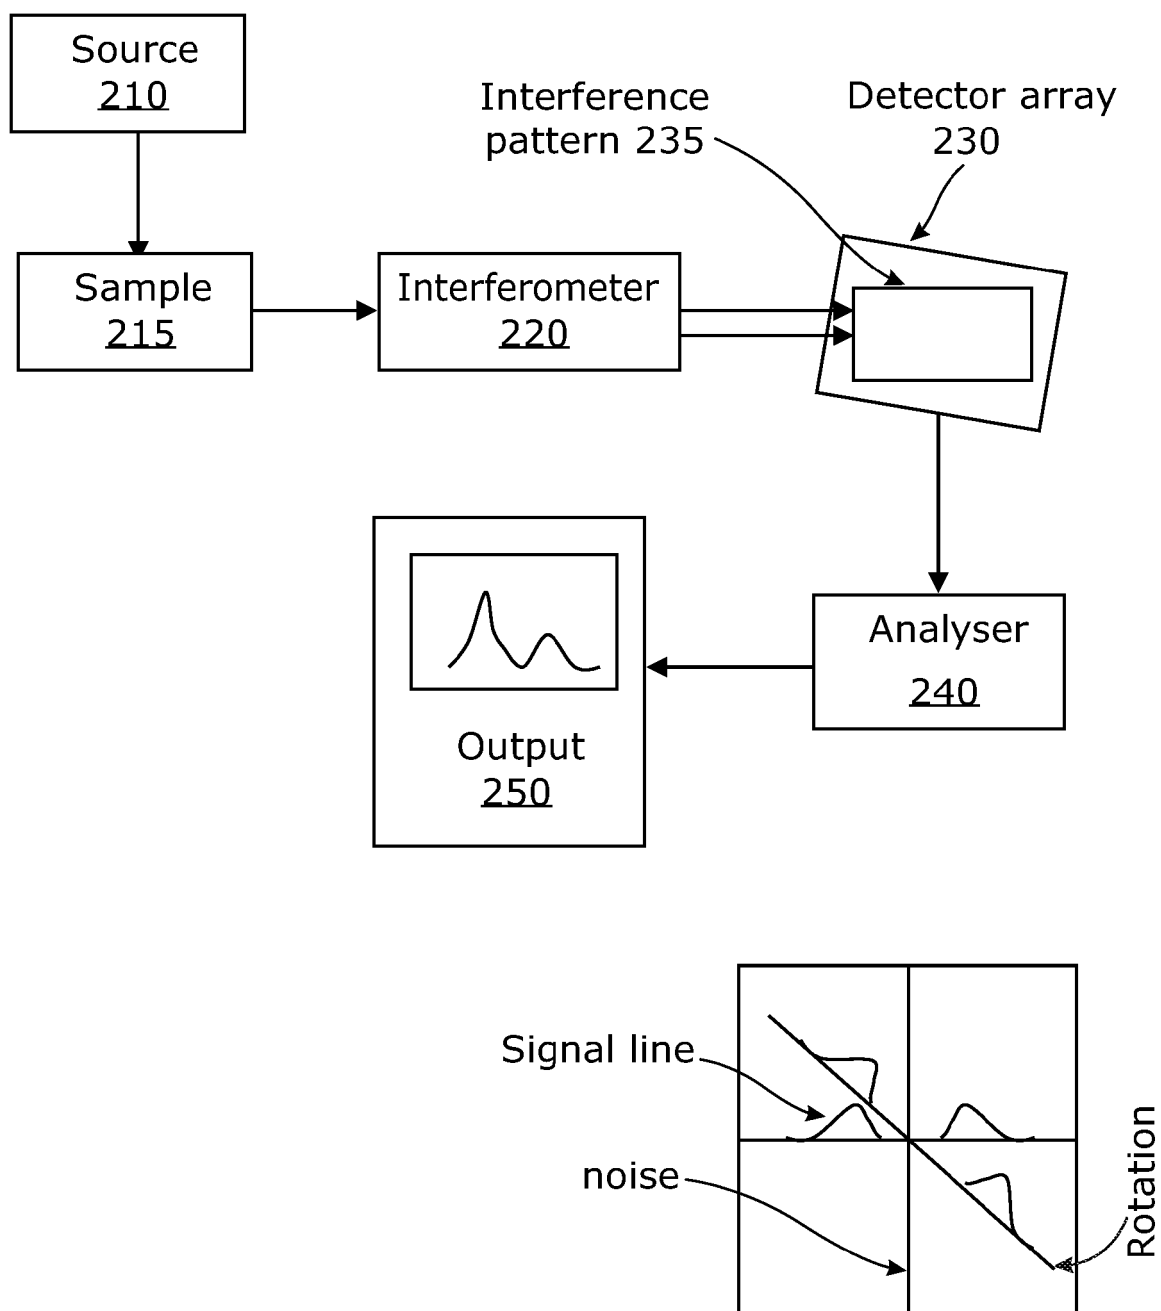 Source
210
Interference
pattern 235
Detector array
230
Sample
215
Interferometer
220
Analyser
240
Output
250
Signal line
noise
Rotation